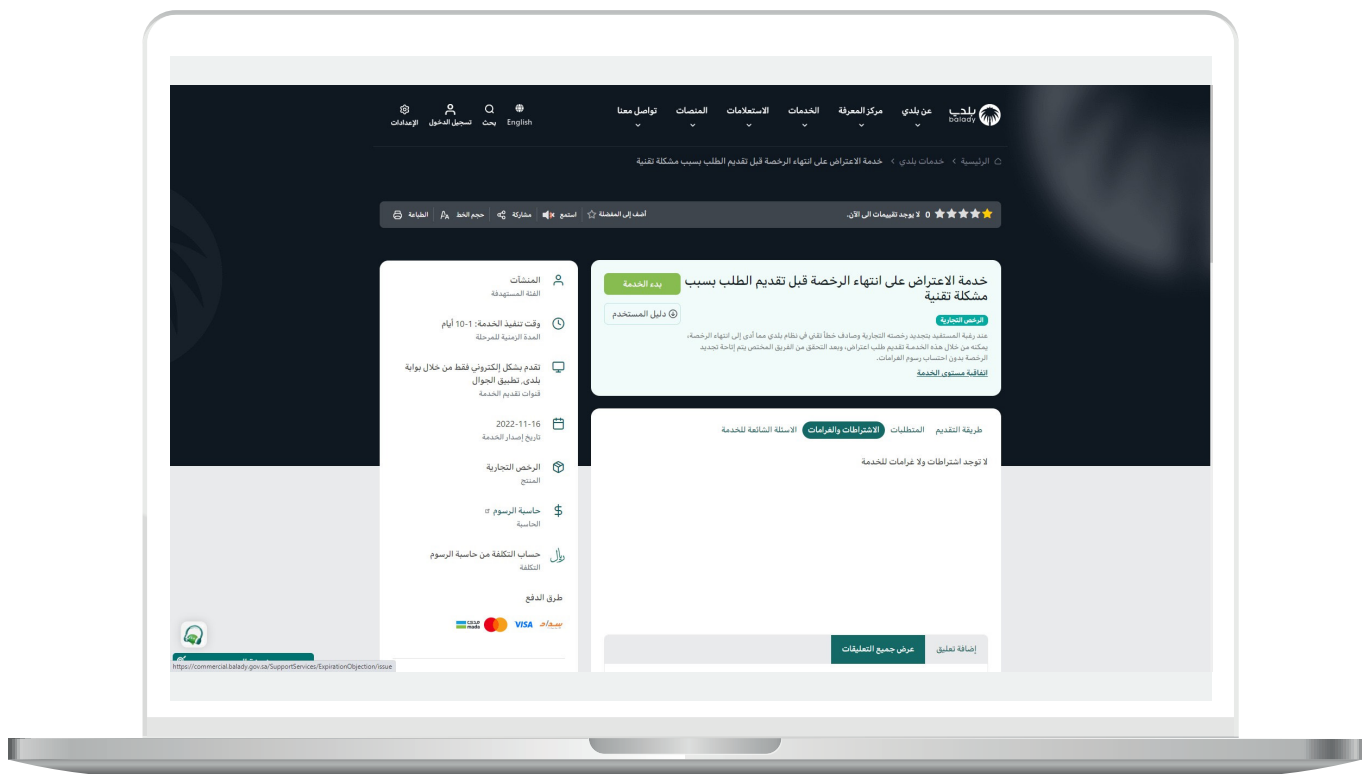 بلدي
balady
عن بلدي
مركز المعرفة
الخدمات
الاستعلامات
المنصات
تواصل معنا
English
بحث
تسجيل الدخول
الإعدادات
الرئيسية › خدمات بلدي › خدمة الاعتراض على انتهاء الرخصة قبل تقديم الطلب بسبب مشكلة تقنية
0 لا يوجد تقييمات الى الآن.
أضف إلى المفضلة
استمع
مشاركة
حجم الخط
الطباعة
خدمة الاعتراض على انتهاء الرخصة قبل تقديم الطلب بسبب
مشكلة تقنية
بدء الخدمة
دليل المستخدم
الرخص التجارية
عند رغبة المستفيد بتجديد رخصته التجارية وصادف خطأ تقني في نظام بلدي مما أدى إلى انتهاء الرخصة،
يمكنه من خلال هذه الخدمة تقديم طلب اعتراض، وبعد التحقق من الفريق المختص يتم إتاحة تجديد
الرخصة بدون احتساب رسوم الغرامات.
اتفاقية مستوى الخدمة
طريقة التقديم
المتطلبات
الاشتراطات والغرامات
الاسئلة الشائعة للخدمة
لا توجد اشتراطات ولا غرامات للخدمة
إضافة تعليق
عرض جميع التعليقات
المنشآت
الفئة المستهدفة
وقت تنفيذ الخدمة: 1-10 أيام
المدة الزمنية للمرحلة
تقدم بشكل إلكتروني فقط من خلال بوابة
بلدي, تطبيق الجوال
قنوات تقديم الخدمة
2022-11-16
تاريخ إصدار الخدمة
الرخص التجارية
المنتج
حاسبة الرسوم
الحاسبة
حساب التكلفة من حاسبة الرسوم
التكلفة
طرق الدفع
سداد
VISA
مدى
mada
https://commercial.balady.gov.sa/SupportServices/ExpirationObjection/Issue